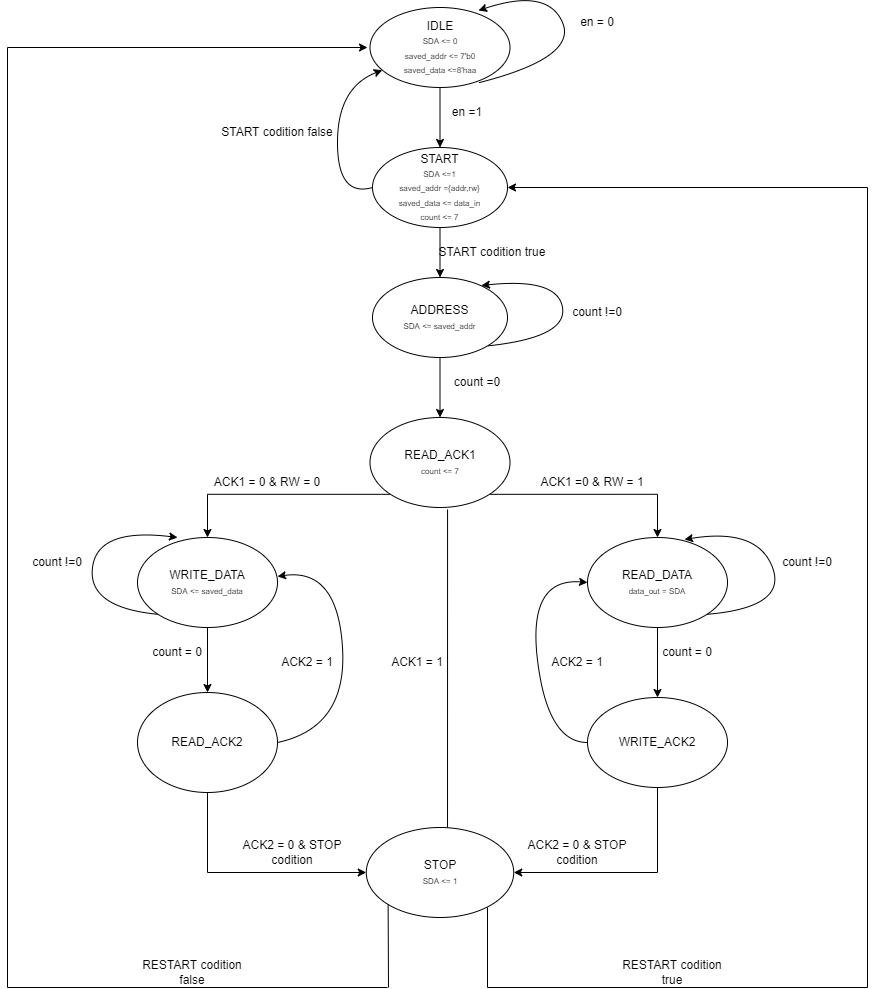 IDLE
SDA <= 0
saved_addr <= 7'b0
saved_data <=8'haa
en = 0
en =1
START codition false
START
SDA <=1
saved_addr ={addr,rw}
saved_data <= data_in
count <= 7
START codition true
ADDRESS
SDA <= saved_addr
count !=0
count =0
READ_ACK1
count <= 7
ACK1 = 0 & RW = 0
ACK1 =0 & RW = 1
count !=0
WRITE_DATA
SDA <= saved_data
READ_DATA
data_out = SDA
count !=0
count = 0
ACK2 = 1
ACK1 = 1
ACK2 = 1
count = 0
READ_ACK2
WRITE_ACK2
ACK2 = 0 & STOP
codition
ACK2 = 0 & STOP
codition
STOP
SDA <= 1
RESTART codition
false
RESTART codition
true